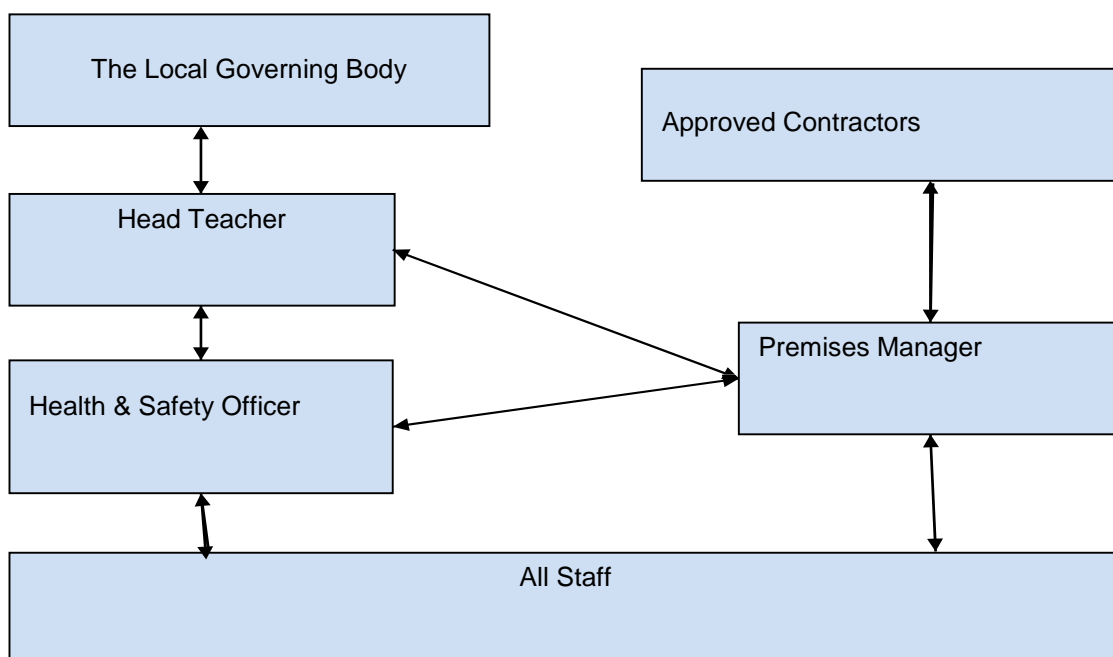 The Local Governing Body
Approved Contractors
Head Teacher
Premises Manager
Health & Safety Officer
All Staff